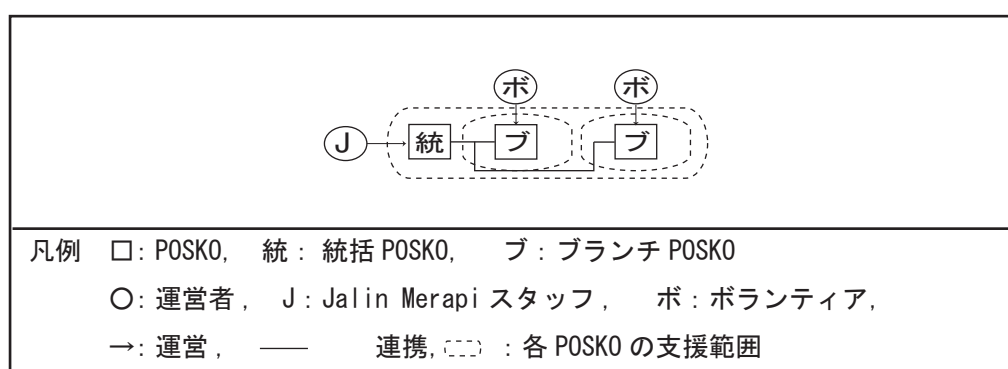 ボ ボ
J 統 ブ ブ
凡例 □: POSKO, 統: 統括 POSKO, ブ:ブランチ POSKO
○: 運営者, J:Jalin Merapi スタッフ, ボ:ボランティア,
→: 運営, —— 連携, :各 POSKO の支援範囲